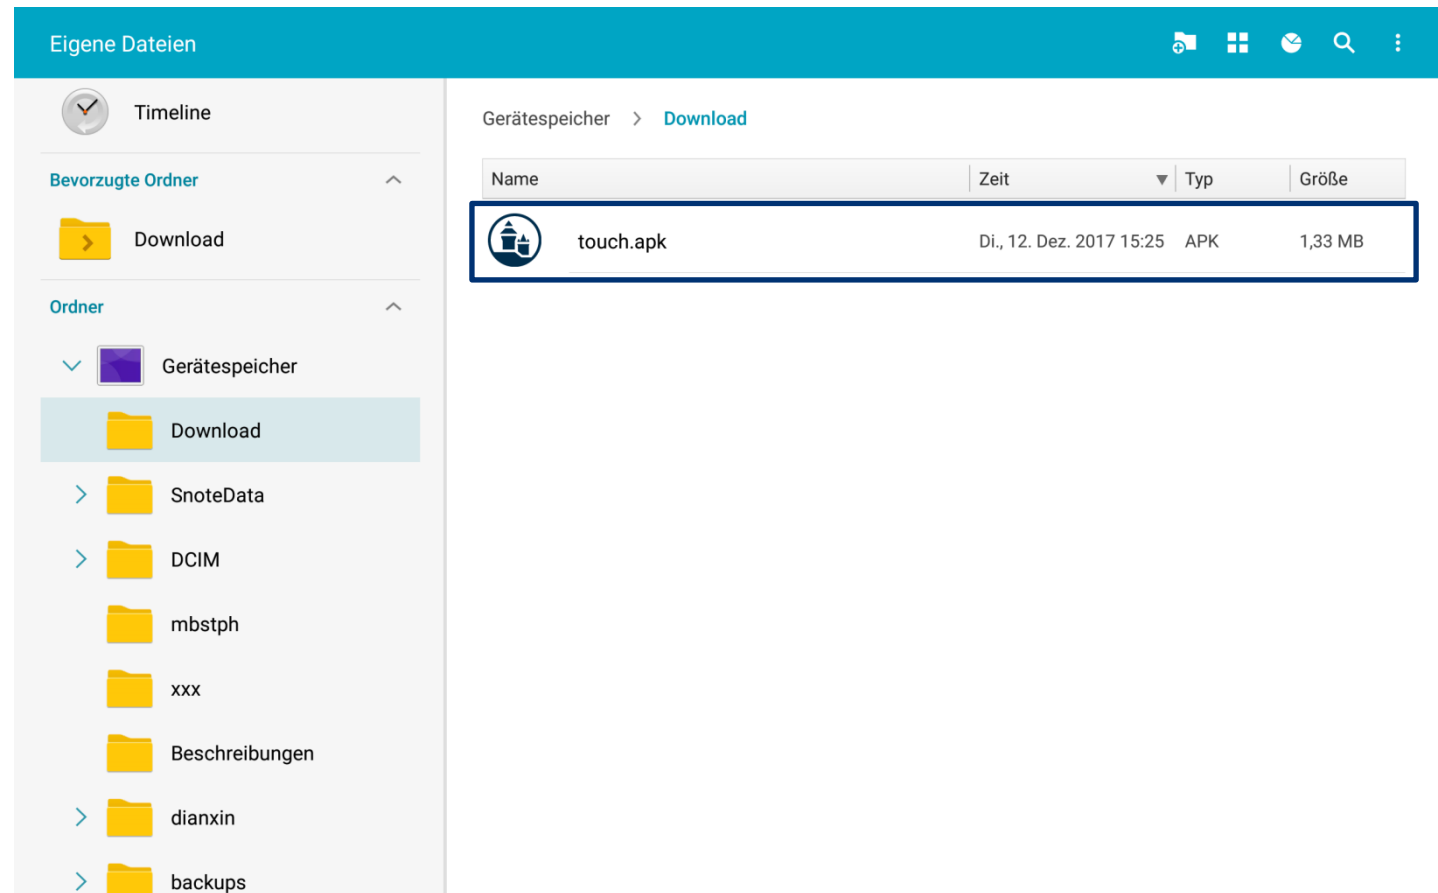 Eigene Dateien
Timeline
Bevorzugte Ordner
Download
Ordner
Gerätespeicher
Download
SnoteData
DCIM
mbstph
xxx
Beschreibungen
dianxin
backups
Gerätespeicher > Download
Name Zeit Typ Größe
touch.apk Di., 12. Dez. 2017 15:25 APK 1,33 MB